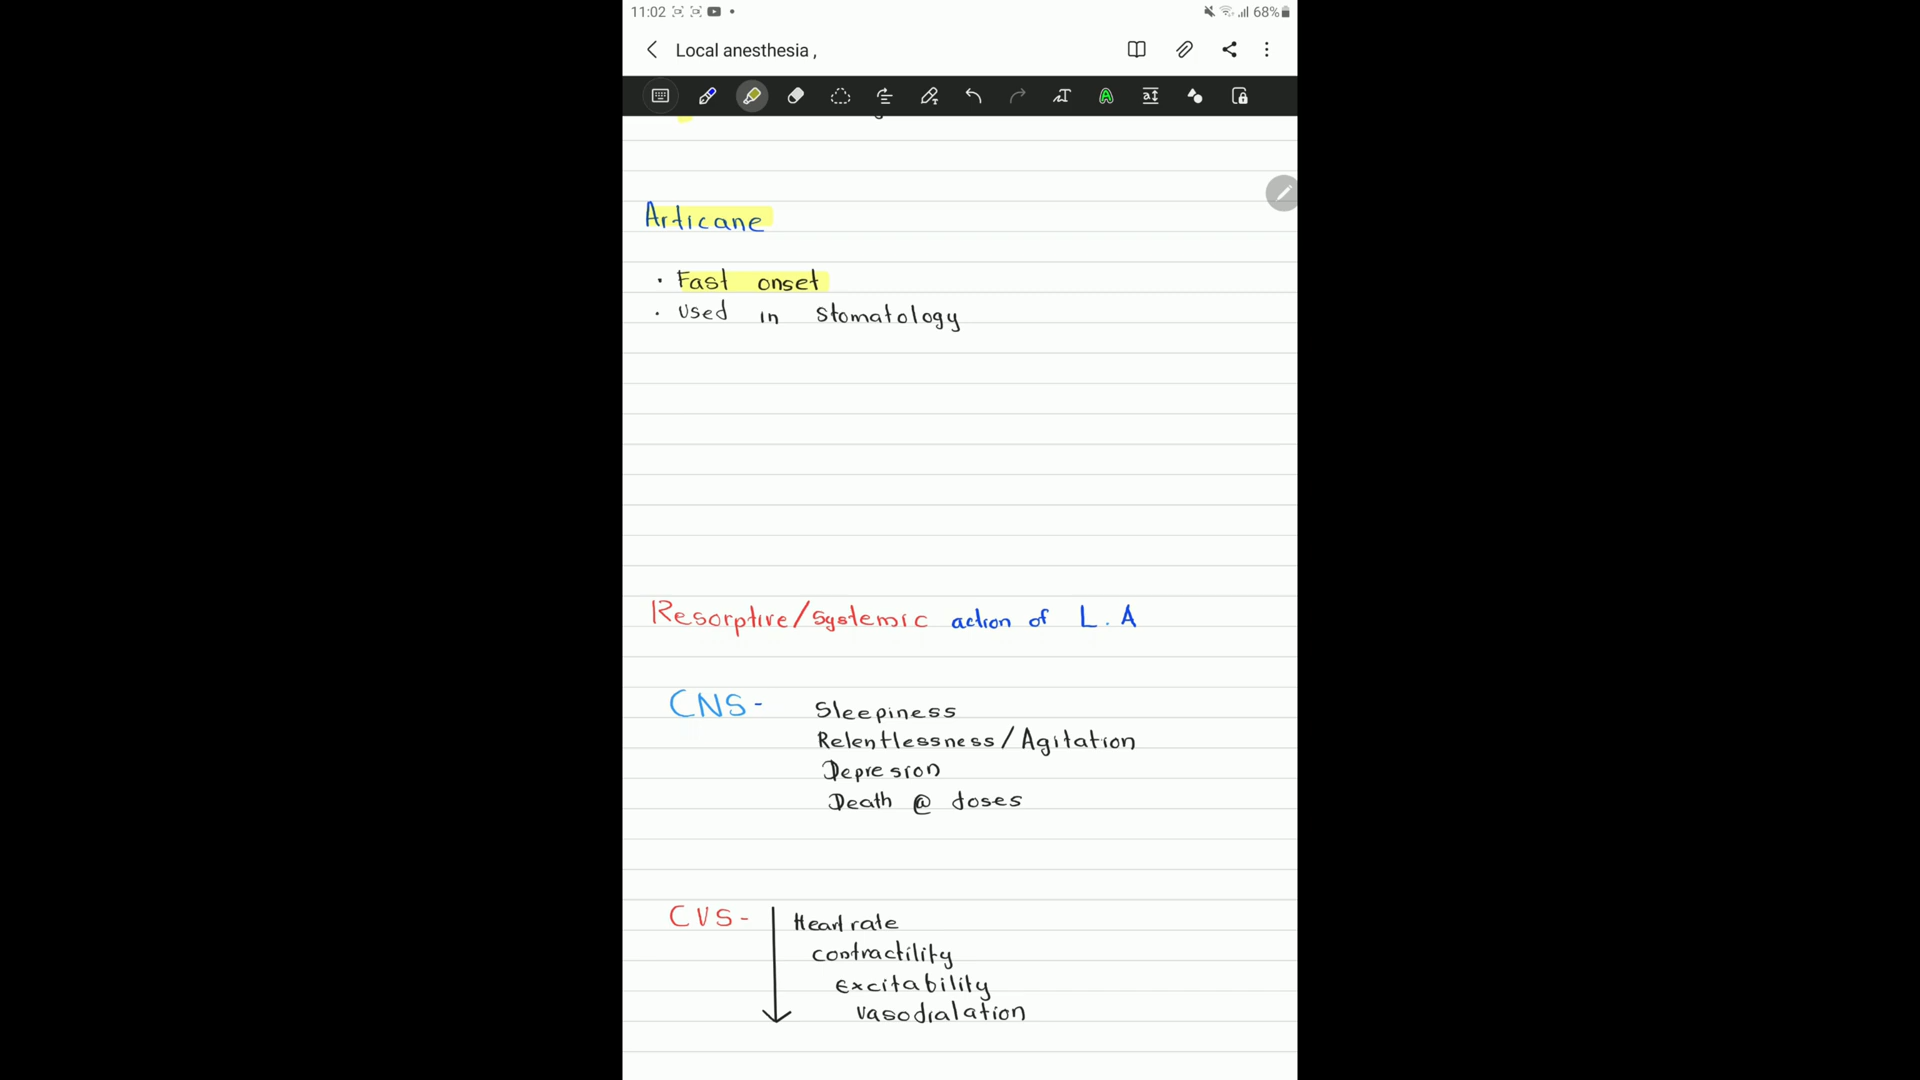 11:02
68%
Local anesthesia ,
Articane
· Fast onset
· Used in Stomatology
Resorptive/systemic action of L.A
CNS- Sleepiness
Relentlessness/Agitation
Depresion
Death @ doses
CVS- Heart rate
contractility
excitability
vasodialation